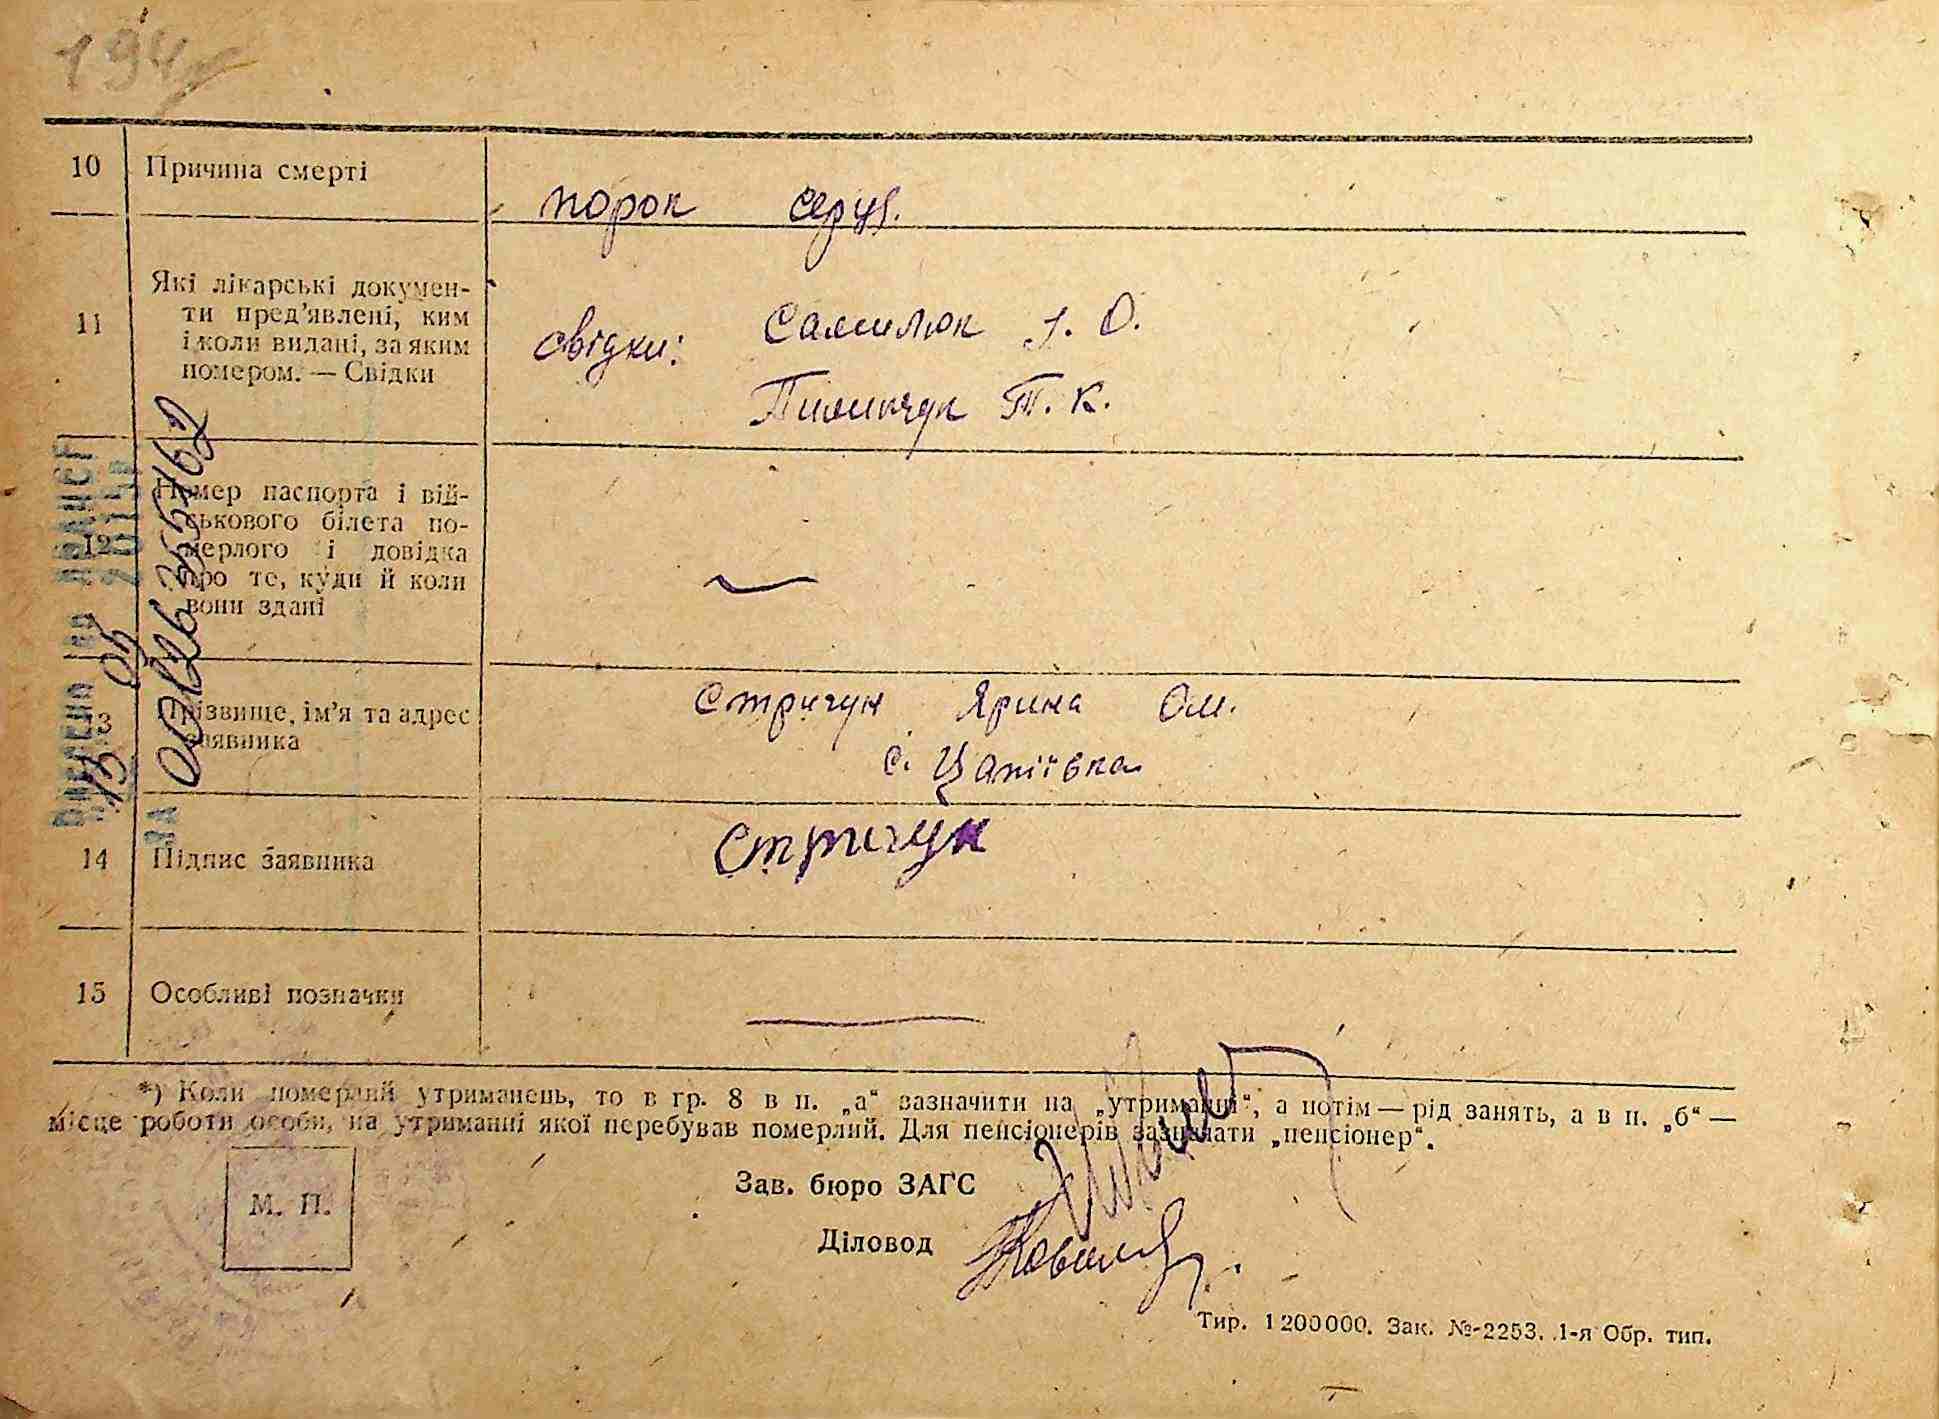 194
10 Причина смерті
порок серця.
11 Які лікарські докумен-
ти пред’явлені, ким
і коли видані, за яким
номером. — Свідки
свідки: Самилюк І. О.
Пилипчук Т. К.
12 Номер паспорта і вій-
ськового білета по-
мерлого і довідка
про те, куди й коли
вони здані
13 Прізвище, ім’я та адрес
заявника
Стригун Ярина Ом.
с. Цапіївка
14 Підпис заявника
Стригун
15 Особливі позначки
*) Коли померлий утриманець, то в гр. 8 в п. „а“ зазначити на „утриманні“, а потім — рід занять, а в п. „б“ —
місце роботи особи, на утриманні якої перебував померлий. Для пенсіонерів зазначати „пенсіонер“.
Зав. бюро ЗАГС
М. П.
Діловод
Тир. 1200000. Зак. №-2253. 1-я Обр. тип.